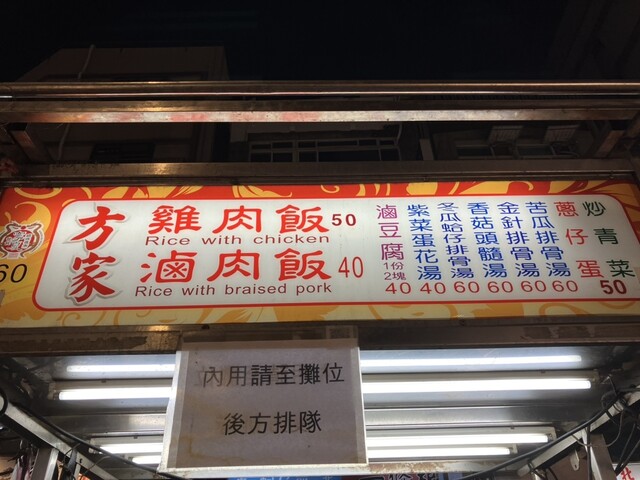 60
方家
雞肉飯 50
Rice with chicken
滷肉飯 40
Rice with braised pork
滷豆腐 1份2塊 40
紫菜蛋花湯 40
冬瓜蛤仔排骨湯 60
香菇頭髓湯 60
金針排骨湯 60
苦瓜排骨湯 60
蔥仔蛋
炒青菜
50
內用請至攤位
後方排隊